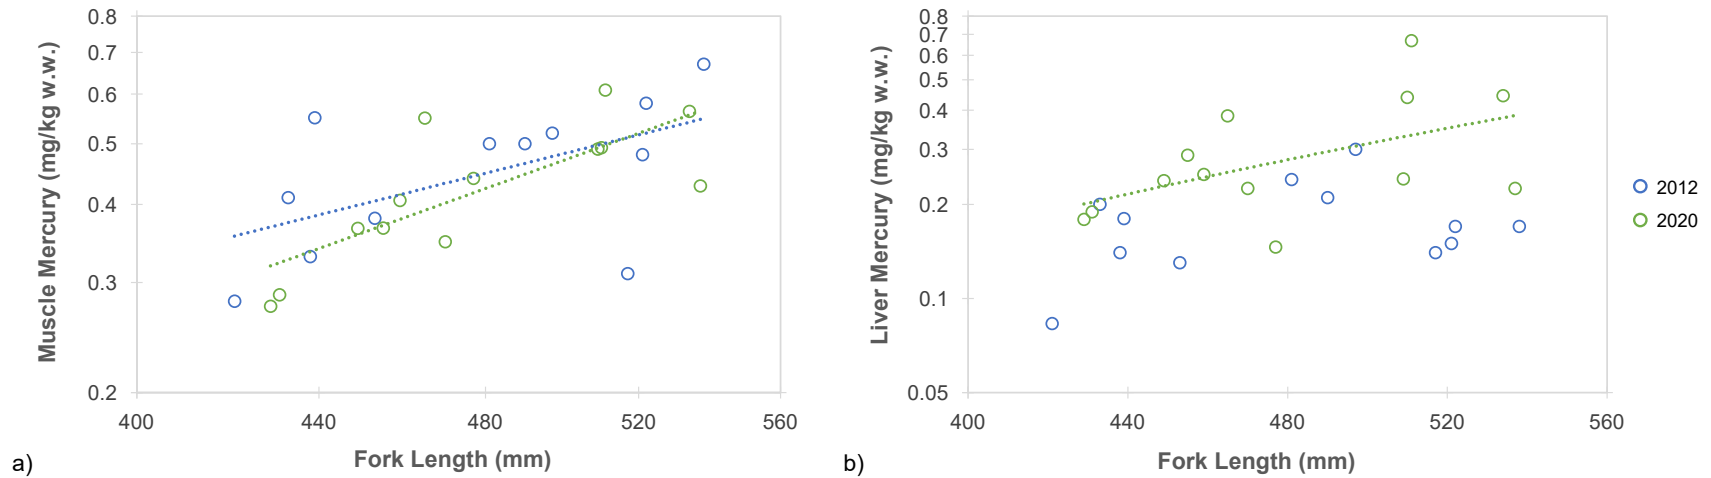 Muscle Mercury (mg/kg w.w.)
0.8
0.7
0.6
0.5
0.4
0.3
0.2
400 440 480 520 560
Fork Length (mm)
a)
Liver Mercury (mg/kg w.w.)
0.8
0.7
0.6
0.5
0.4
0.3
0.2
0.1
0.05
400 440 480 520 560
Fork Length (mm)
b)
2012
2020